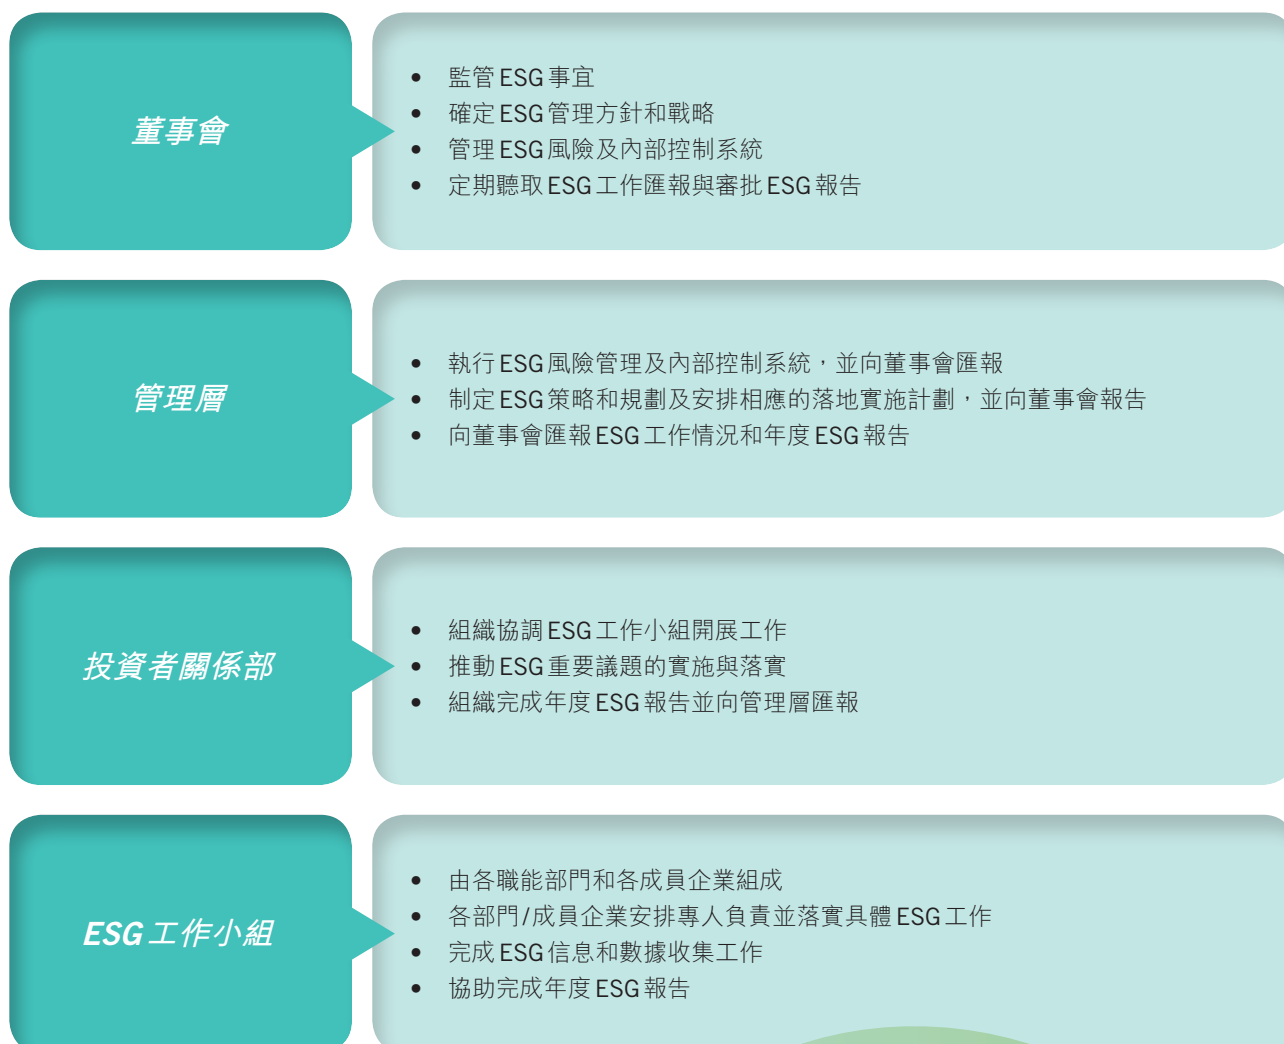 董事會
• 監管ESG事宜
• 確定ESG管理方針和戰略
• 管理ESG風險及內部控制系統
• 定期聽取ESG工作匯報與審批ESG報告
管理層
• 執行ESG風險管理及內部控制系統，並向董事會匯報
• 制定ESG策略和規劃及安排相應的落地實施計劃，並向董事會報告
• 向董事會匯報ESG工作情況和年度ESG報告
投資者關係部
• 組織協調ESG工作小組開展工作
• 推動ESG重要議題的實施與落實
• 組織完成年度ESG報告並向管理層匯報
ESG工作小組
• 由各職能部門和各成員企業組成
• 各部門/成員企業安排專人負責並落實具體ESG工作
• 完成ESG信息和數據收集工作
• 協助完成年度ESG報告